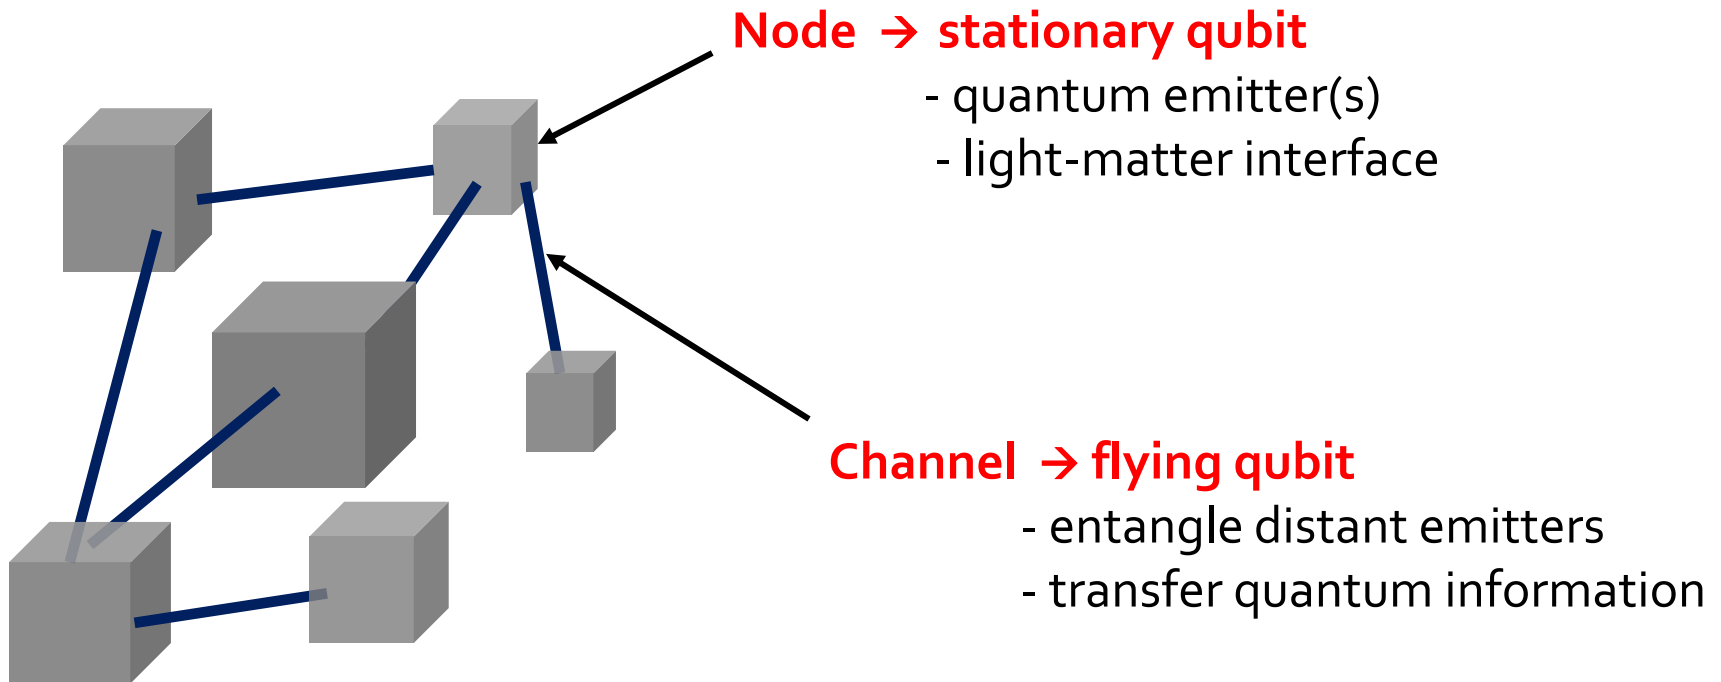 Node → stationary qubit
- quantum emitter(s)
- light-matter interface
Channel → flying qubit
- entangle distant emitters
- transfer quantum information